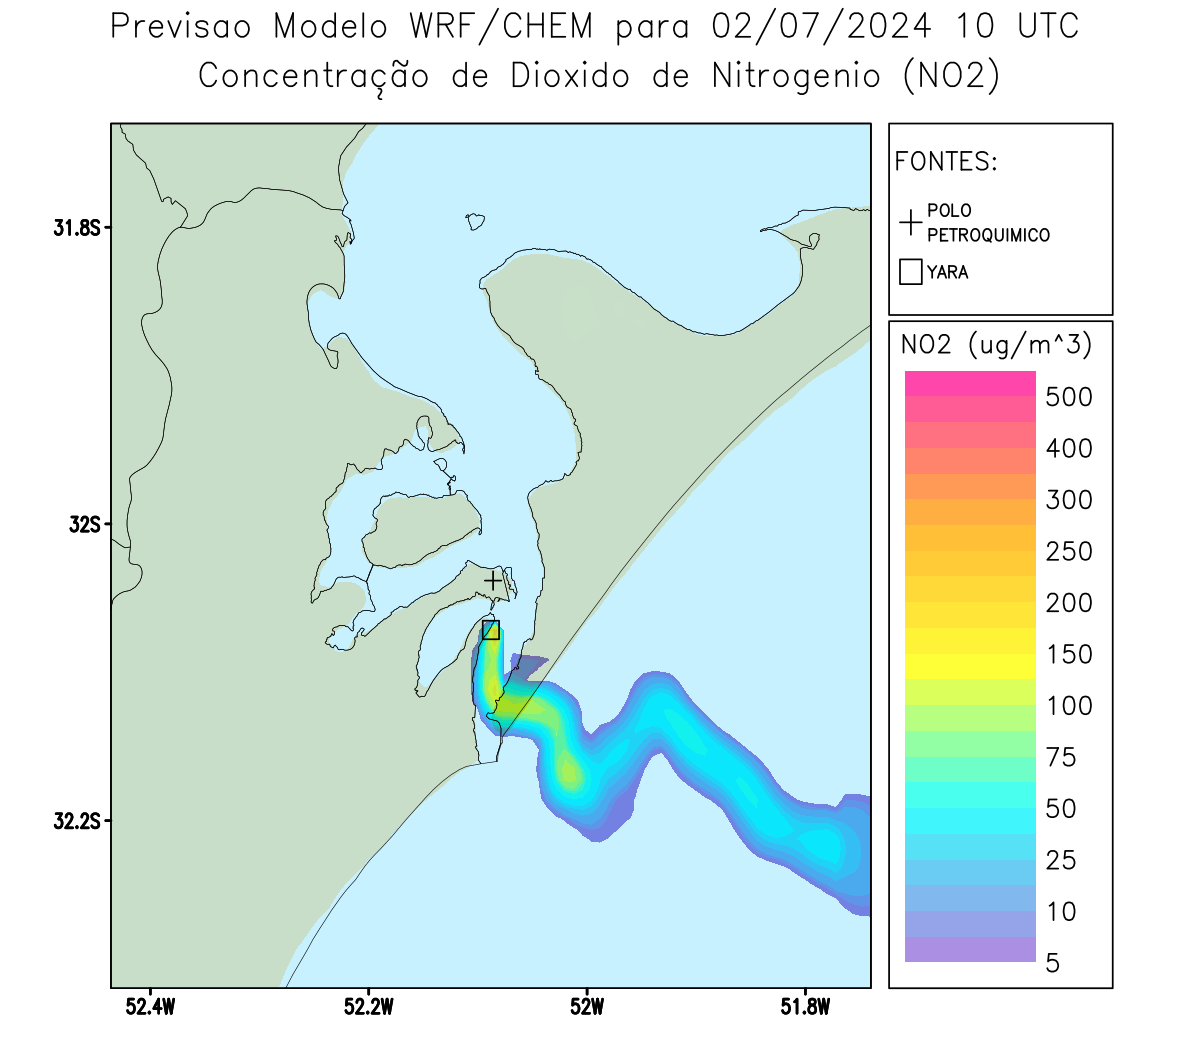 Previsao Modelo WRF/CHEM para 02/07/2024 10 UTC
Concentração de Dioxido de Nitrogenio (NO2)
FONTES:
POLO
PETROQUIMICO
YARA
NO2 (ug/m^3)
500
400
300
250
200
150
100
75
50
25
10
5
31.8S
32S
32.2S
52.4W
52.2W
52W
51.8W